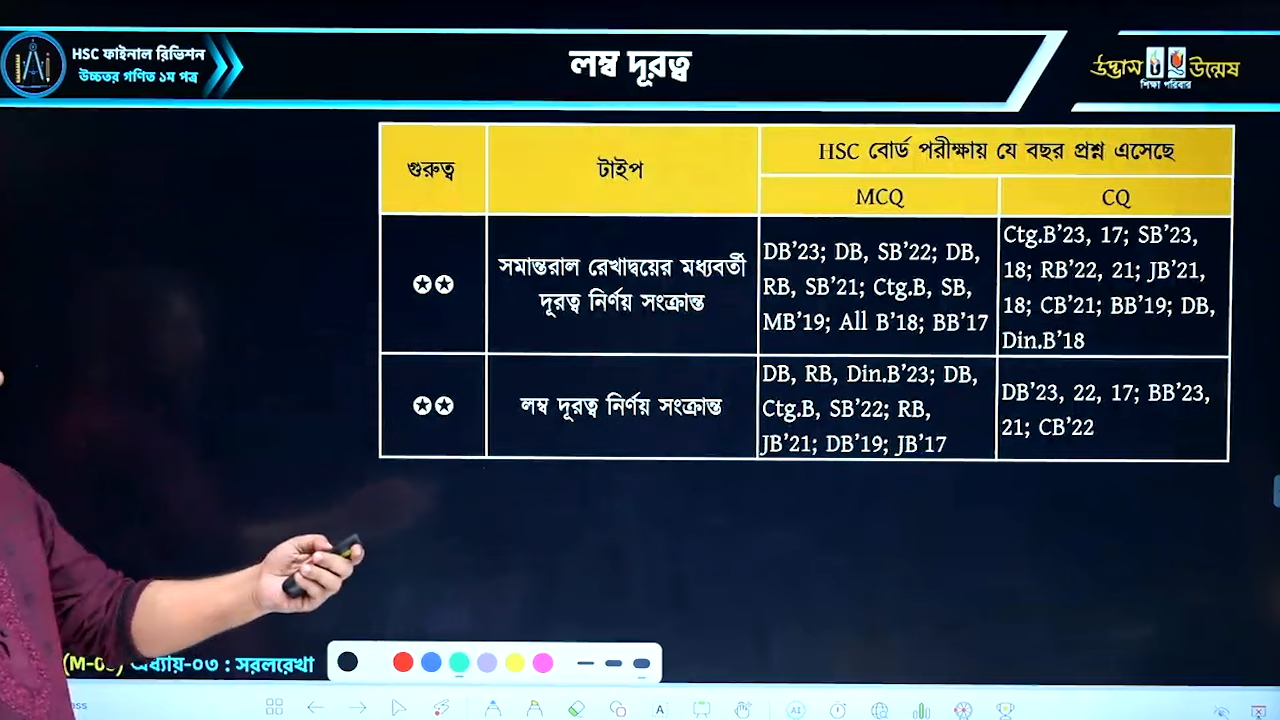 HSC ফাইনাল রিভিশন
উচ্চতর গণিত ১ম পত্র
লম্ব দূরত্ব
উদ্ভাস উন্মেষ
শিক্ষা পরিবার
গুরুত্ব
টাইপ
HSC বোর্ড পরীক্ষায় যে বছর প্রশ্ন এসেছে
MCQ
CQ
সমান্তরাল রেখাদ্বয়ের মধ্যবর্তী
দূরত্ব নির্ণয় সংক্রান্ত
DB’23; DB, SB’22; DB,
RB, SB’21; Ctg.B, SB,
MB’19; All B’18; BB’17
Ctg.B’23, 17; SB’23,
18; RB’22, 21; JB’21,
18; CB’21; BB’19; DB,
Din.B’18
লম্ব দূরত্ব নির্ণয় সংক্রান্ত
DB, RB, Din.B’23; DB,
Ctg.B, SB’22; RB,
JB’21; DB’19; JB’17
DB’23, 22, 17; BB’23,
21; CB’22
অধ্যায়-০৩ : সরলরেখা
A
AI